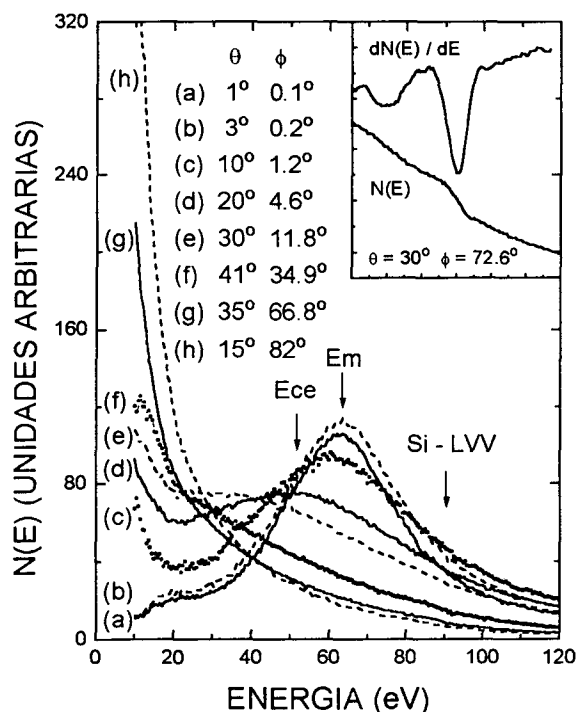 N(E) (UNIDADES ARBITRARIAS)
320
240
160
80
0
0 20 40 60 80 100 120
ENERGIA (eV)
θ ϕ
(a) 1° 0.1°
(b) 3° 0.2°
(c) 10° 1.2°
(d) 20° 4.6°
(e) 30° 11.8°
(f) 41° 34.9°
(g) 35° 66.8°
(h) 15° 82°
(h)
(g)
(f)
(e)
(d)
(c)
(b)
(a)
Em
Ece
Si - LVV
dN(E) / dE
N(E)
θ = 30° ϕ = 72.6°